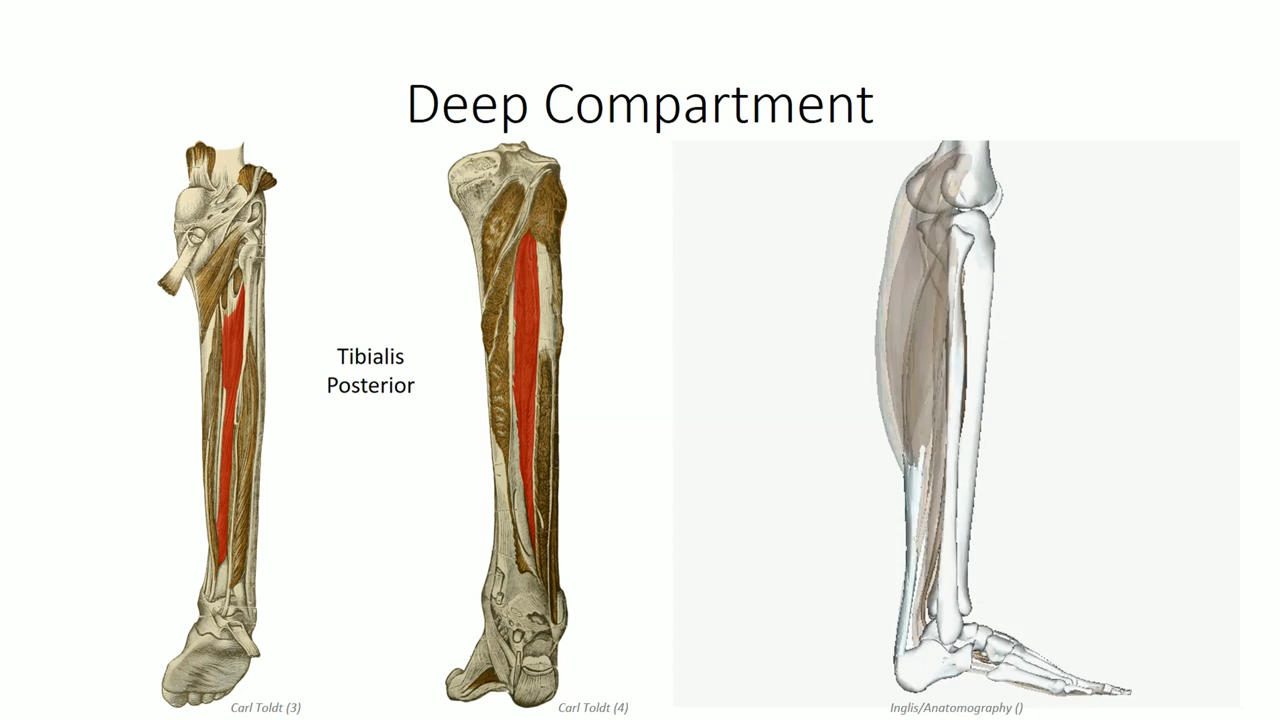 Deep Compartment
Tibialis
Posterior
Carl Toldt (3)
Carl Toldt (4)
Inglis/Anatomography ()